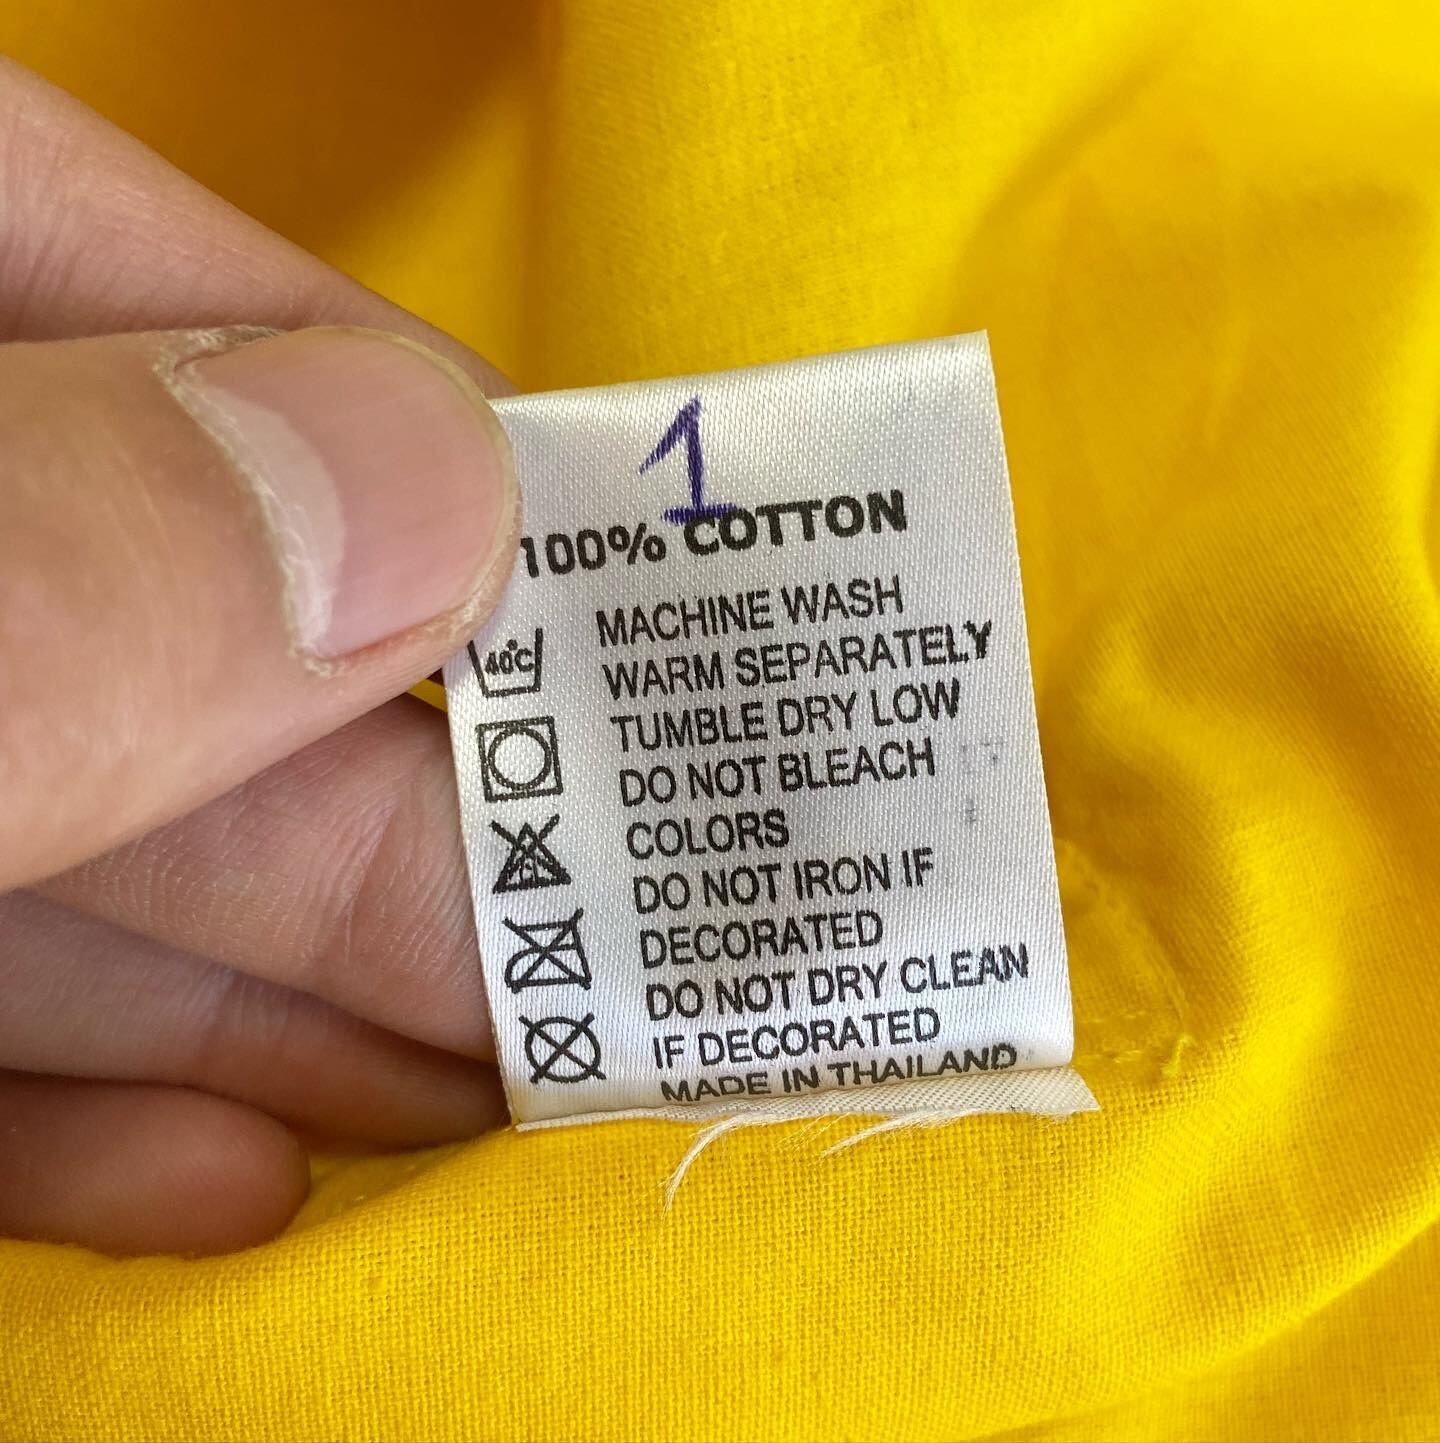 1
100% COTTON
MACHINE WASH
40°C
WARM SEPARATELY
TUMBLE DRY LOW
DO NOT BLEACH
COLORS
DO NOT IRON IF
DECORATED
DO NOT DRY CLEAN
IF DECORATED
MADE IN THAILAND